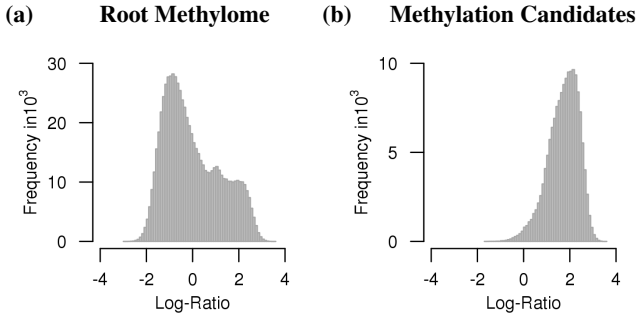 (a) Root Methylome
(b) Methylation Candidates
Frequency in10³
30
20
10
0
-4 -2 0 2 4
Log-Ratio
Frequency in10³
10
5
0
-4 -2 0 2 4
Log-Ratio